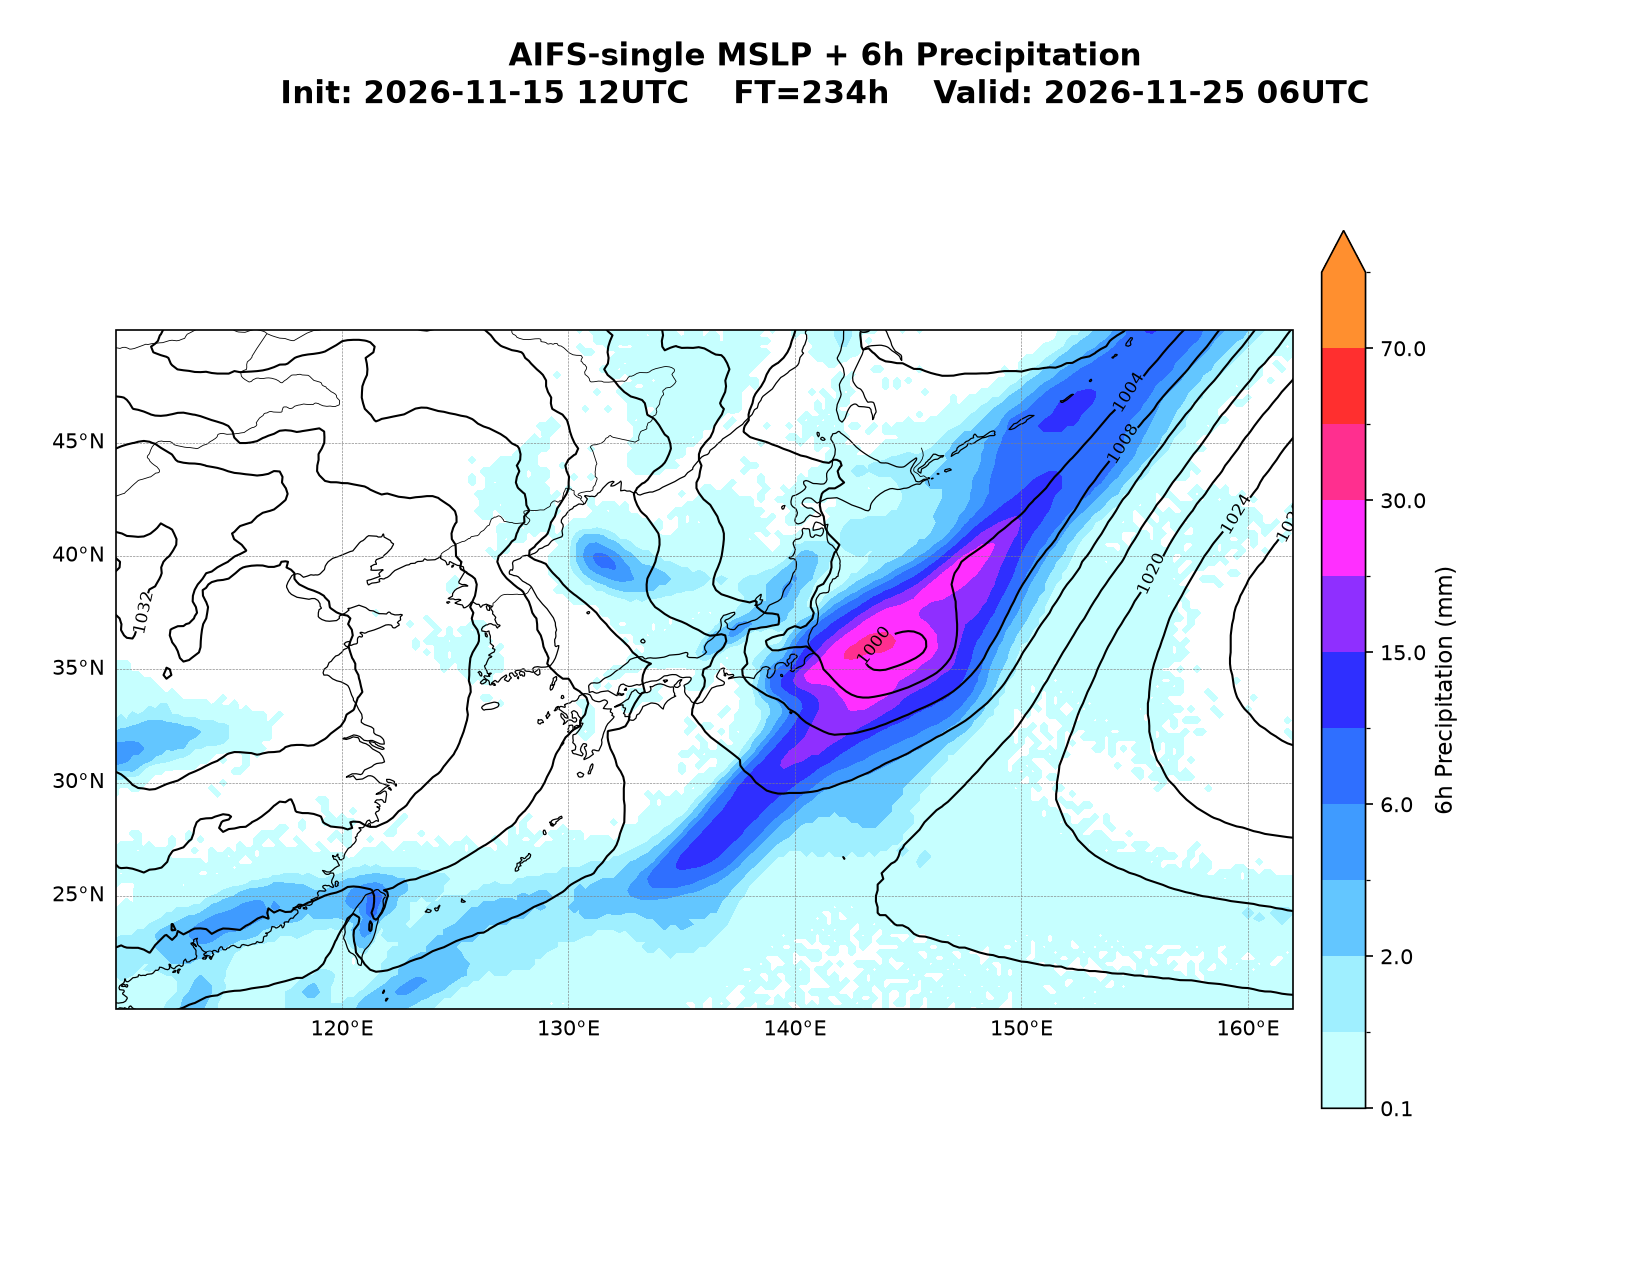 AIFS-single MSLP + 6h Precipitation
Init: 2026-11-15 12UTC    FT=234h    Valid: 2026-11-25 06UTC
70.0
30.0
15.0
6.0
2.0
0.1
6h Precipitation (mm)
45°N
40°N
35°N
30°N
25°N
120°E
130°E
140°E
150°E
160°E
1004
1008
1024
1020
1032
1000